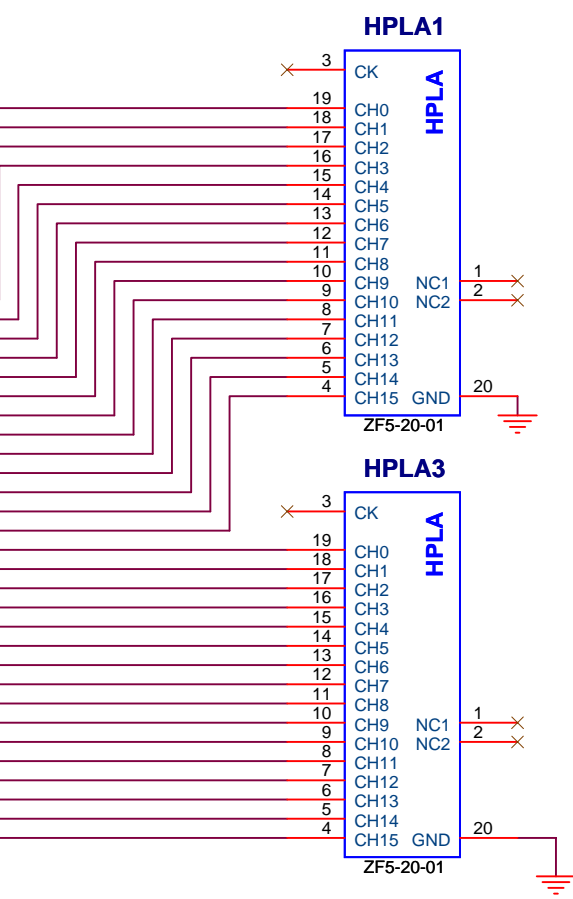 HPLA1
HPLA
3 CK
19 CH0
18 CH1
17 CH2
16 CH3
15 CH4
14 CH5
13 CH6
12 CH7
11 CH8
10 CH9 NC1 1
9 CH10 NC2 2
8 CH11
7 CH12
6 CH13
5 CH14
4 CH15 GND 20
ZF5-20-01
HPLA3
HPLA
3 CK
19 CH0
18 CH1
17 CH2
16 CH3
15 CH4
14 CH5
13 CH6
12 CH7
11 CH8
10 CH9 NC1 1
9 CH10 NC2 2
8 CH11
7 CH12
6 CH13
5 CH14
4 CH15 GND 20
ZF5-20-01